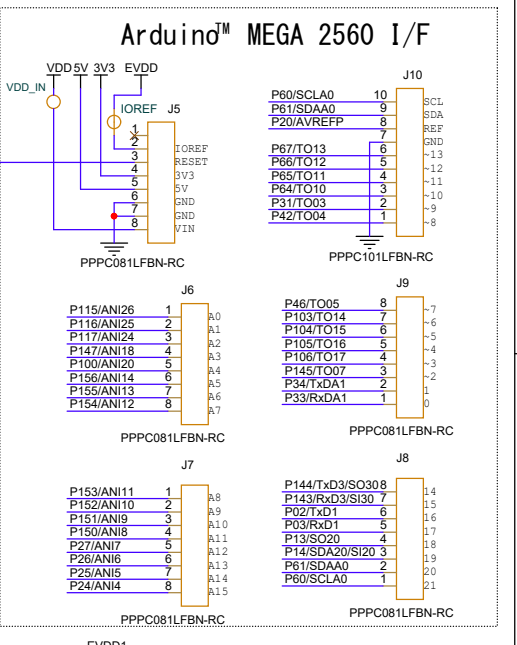 Arduino™ MEGA 2560 I/F
VDD 5V 3V3 EVDD
VDD_IN
IOREF
J5
1
2 IOREF
3 RESET
4 3V3
5 5V
6 GND
7 GND
8 VIN
PPPC081LFBN-RC
J10
P60/SCLA0 10 SCL
P61/SDAA0 9 SDA
P20/AVREFP 8 REF
7 GND
P67/TO13 6 ~13
P66/TO12 5 ~12
P65/TO11 4 ~11
P64/TO10 3 ~10
P31/TO03 2 ~9
P42/TO04 1 ~8
PPPC101LFBN-RC
J6
P115/ANI26 1 A0
P116/ANI25 2 A1
P117/ANI24 3 A2
P147/ANI18 4 A3
P100/ANI20 5 A4
P156/ANI14 6 A5
P155/ANI13 7 A6
P154/ANI12 8 A7
PPPC081LFBN-RC
J9
P46/TO05 8 ~7
P103/TO14 7 ~6
P104/TO15 6 ~5
P105/TO16 5 ~4
P106/TO17 4 ~3
P145/TO07 3 ~2
P34/TxDA1 2 1
P33/RxDA1 1 0
PPPC081LFBN-RC
J7
P153/ANI11 1 A8
P152/ANI10 2 A9
P151/ANI9 3 A10
P150/ANI8 4 A11
P27/ANI7 5 A12
P26/ANI6 6 A13
P25/ANI5 7 A14
P24/ANI4 8 A15
PPPC081LFBN-RC
J8
P144/TxD3/SO30 8 14
P143/RxD3/SI30 7 15
P02/TxD1 6 16
P03/RxD1 5 17
P13/SO20 4 18
P14/SDA20/SI20 3 19
P61/SDAA0 2 20
P60/SCLA0 1 21
PPPC081LFBN-RC
EVDD1